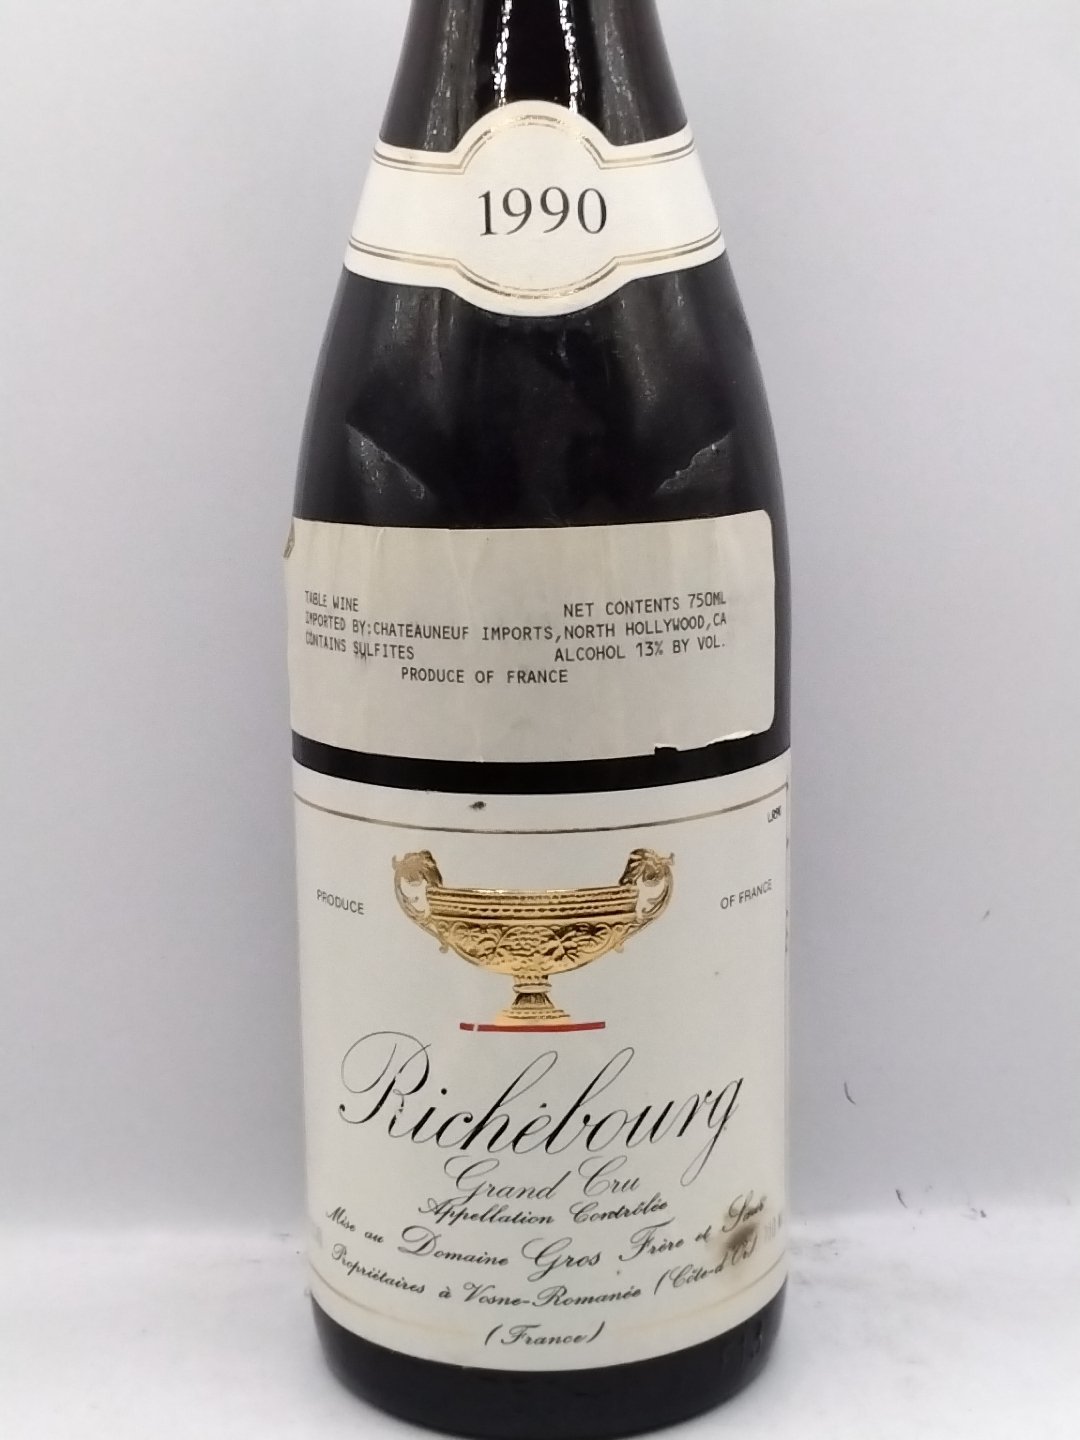 1990
TABLE WINE NET CONTENTS 750ML
IMPORTED BY:CHATEAUNEUF IMPORTS,NORTH HOLLYWOOD,CA
CONTAINS SULFITES ALCOHOL 13% BY VOL.
PRODUCE OF FRANCE
PRODUCE OF FRANCE
Richebourg
Grand Cru
Appellation Contrôlée
Mise au Domaine Gros Frère et Sœur
Propriétaires à Vosne-Romanée (Côte-d'Or)
(France)